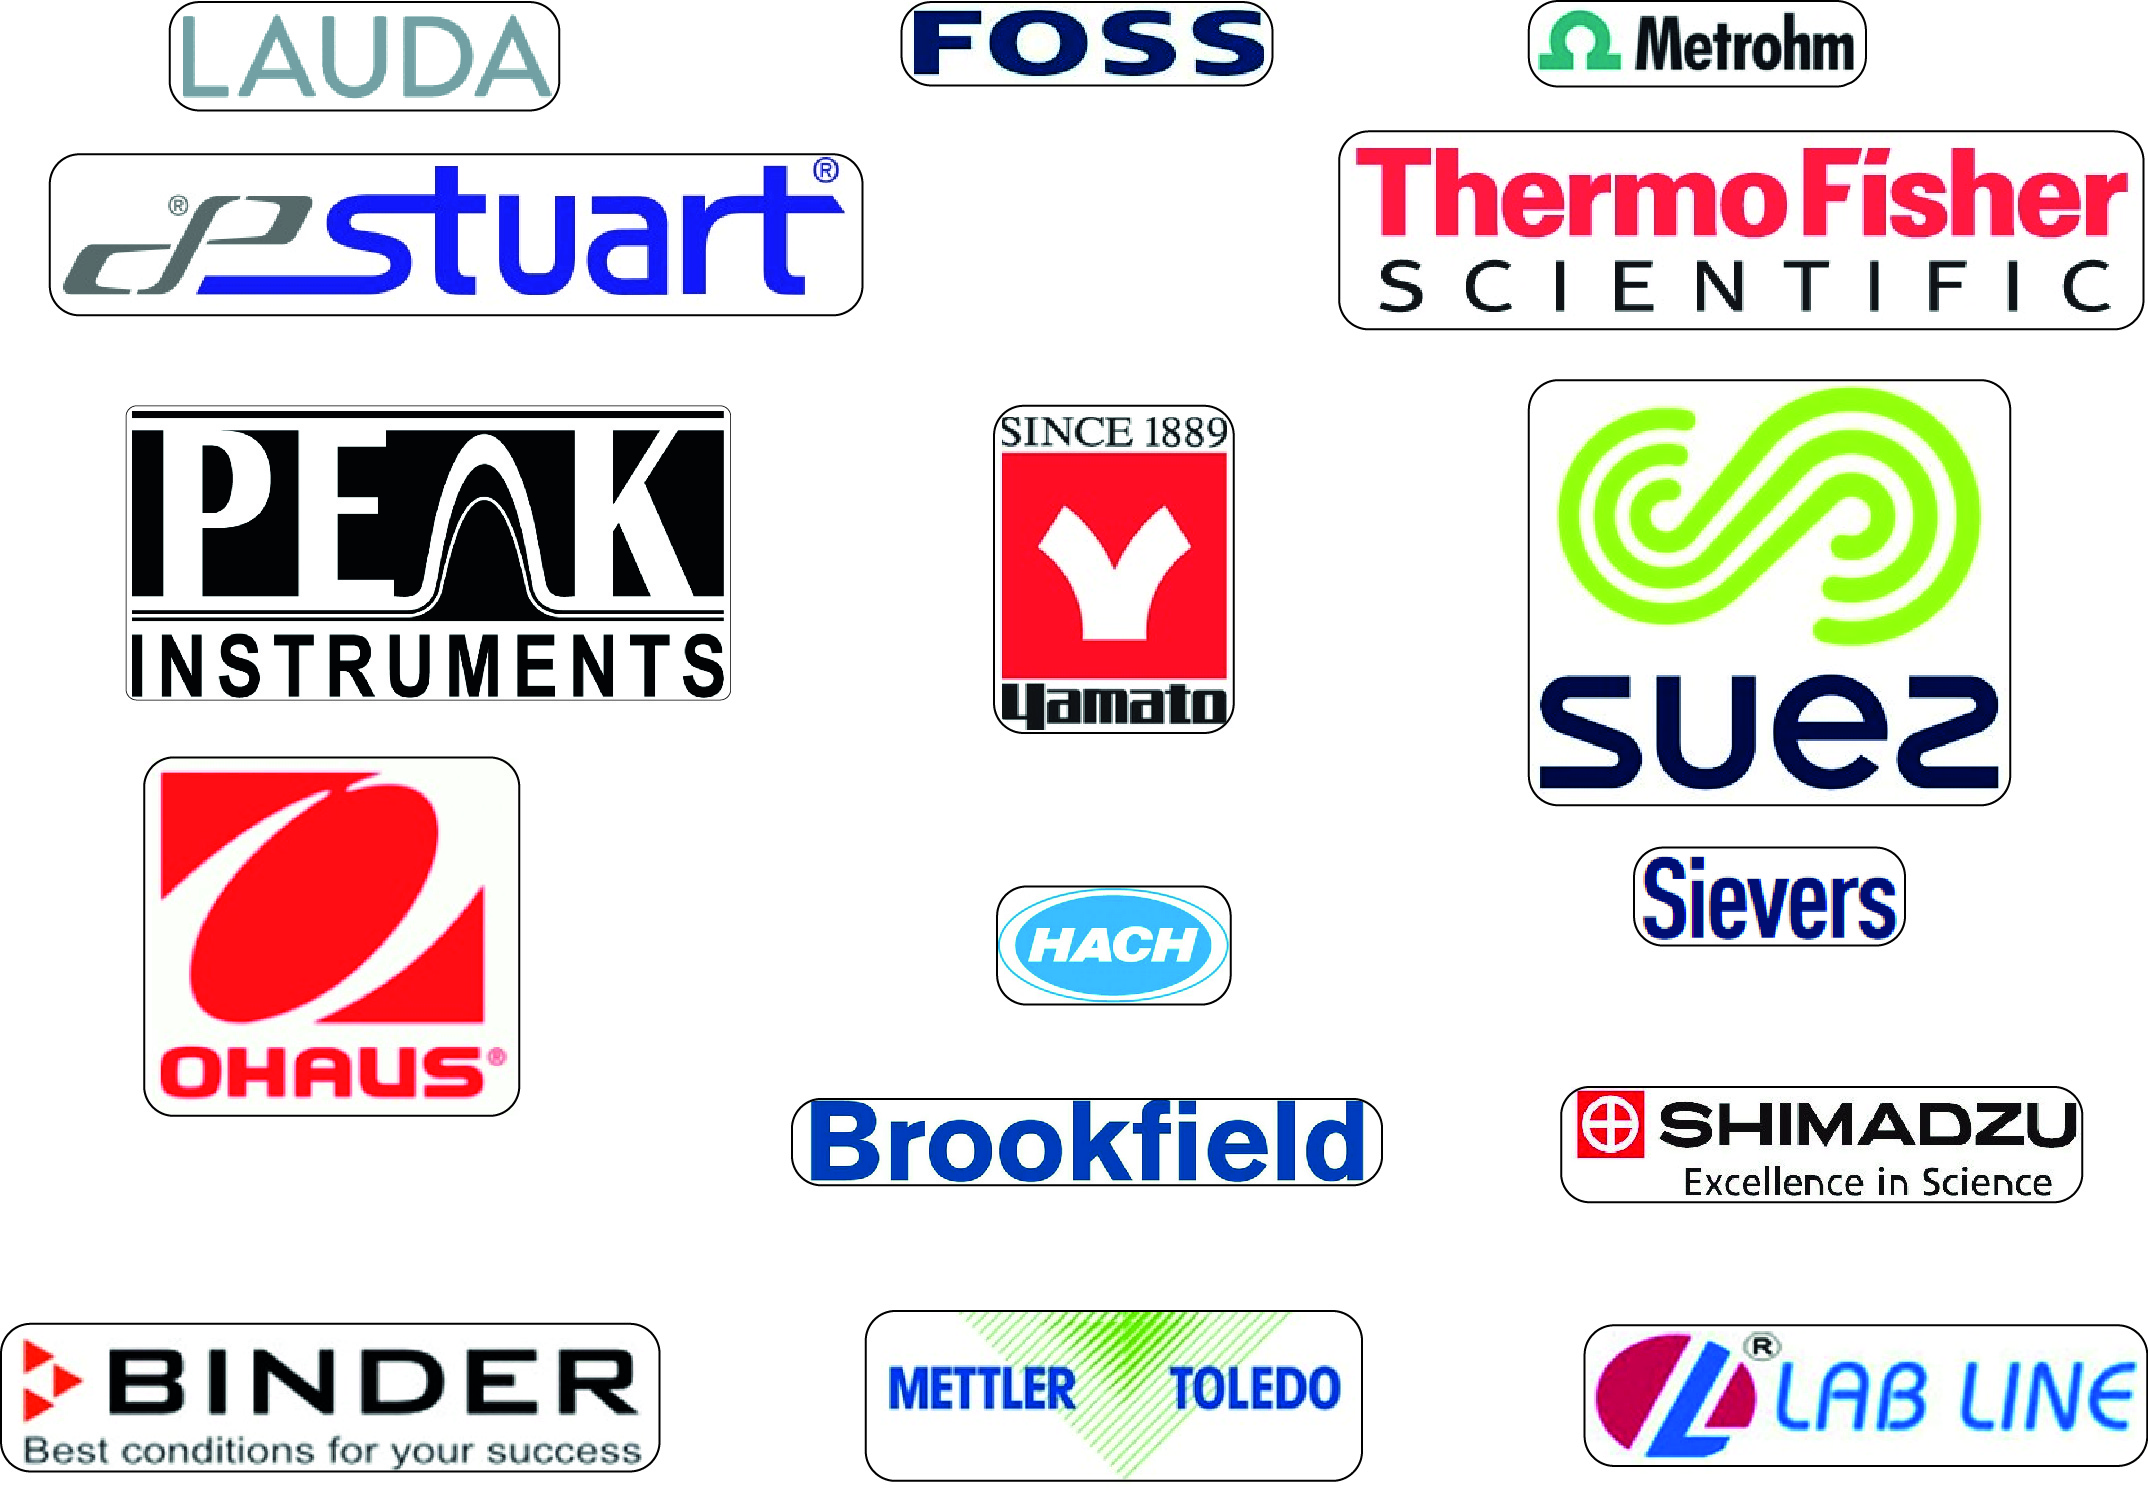 LAUDA
FOSS
Metrohm
® stuart®
ThermoFisher
SCIENTIFIC
PEAK
INSTRUMENTS
SINCE 1889
yamato
suez
OHAUS®
HACH
Sievers
Brookfield
SHIMADZU
Excellence in Science
BINDER
Best conditions for your success
METTLER TOLEDO
® LAB LINE